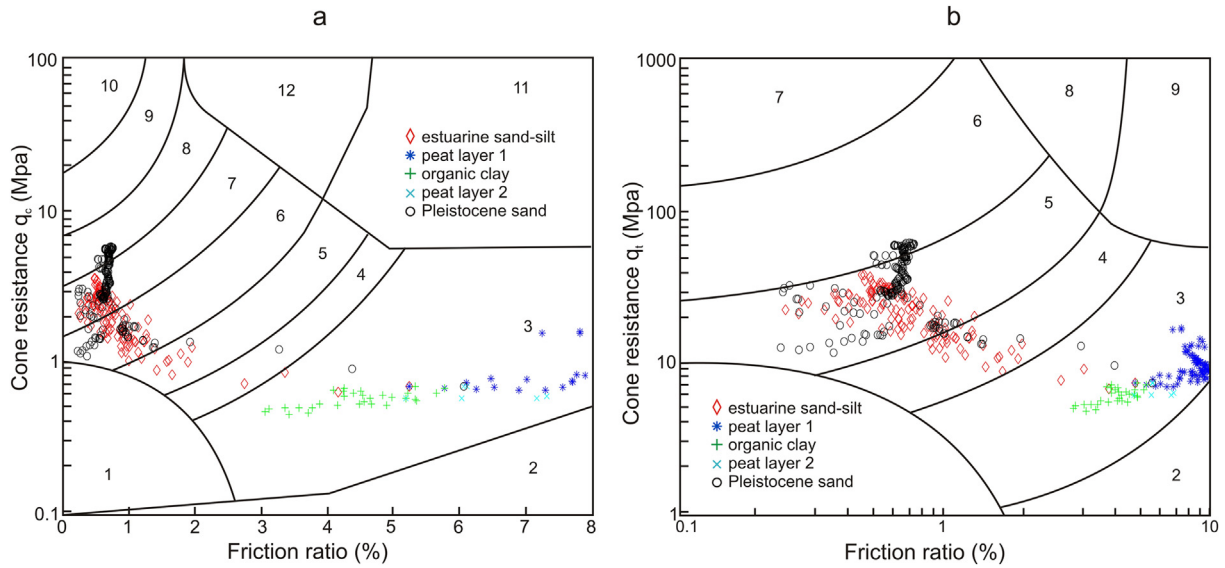 a
100
10
1
0.1
Cone resistance qc (Mpa)
0 1 2 3 4 5 6 7 8
Friction ratio (%)
10
9
8
7
6
5
4
12
11
3
1
2
estuarine sand-silt
peat layer 1
organic clay
peat layer 2
Pleistocene sand
b
1000
100
10
1
Cone resistance qt (Mpa)
0.1 1 10
Friction ratio (%)
7
6
8
9
5
4
3
1
2
estuarine sand-silt
peat layer 1
organic clay
peat layer 2
Pleistocene sand